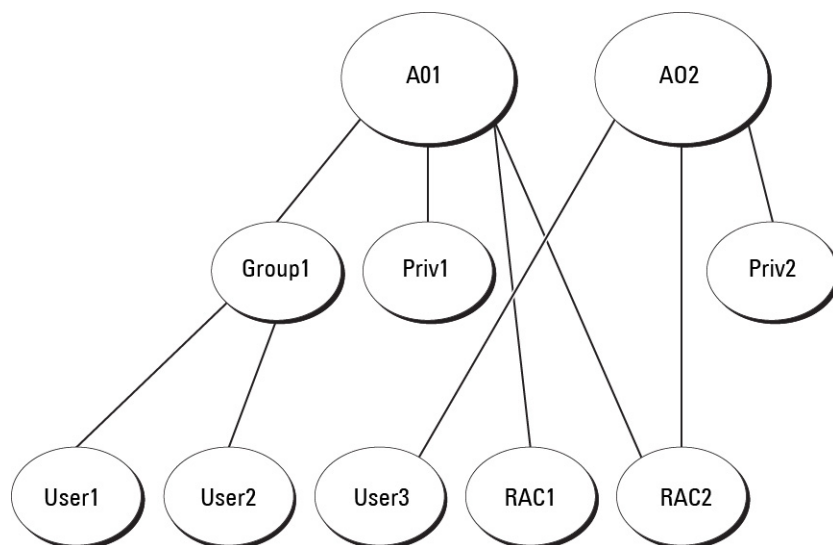 A01
AO2
Group1
Priv1
Priv2
User1
User2
User3
RAC1
RAC2